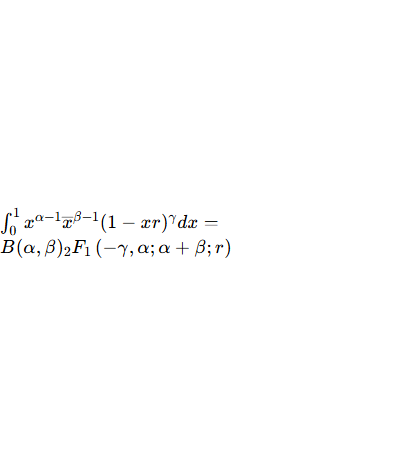 ∫₀¹ x^{α−1} x̅^{β−1} (1 − xr)^γ dx =
B(α, β)₂F₁ (−γ, α; α + β; r)